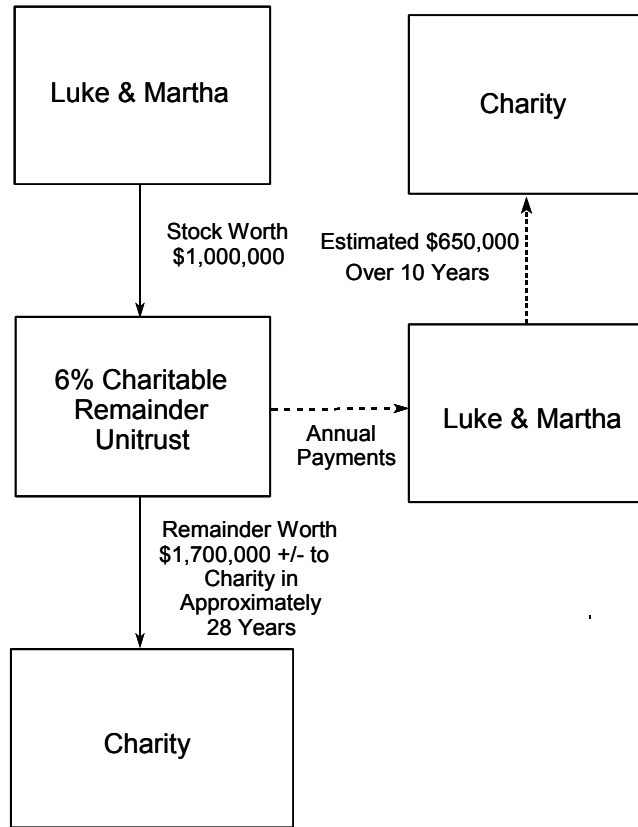 Luke & Martha
Charity
Stock Worth
$1,000,000
Estimated $650,000
Over 10 Years
6% Charitable
Remainder
Unitrust
Annual
Payments
Luke & Martha
Remainder Worth
$1,700,000 +/- to
Charity in
Approximately
28 Years
Charity